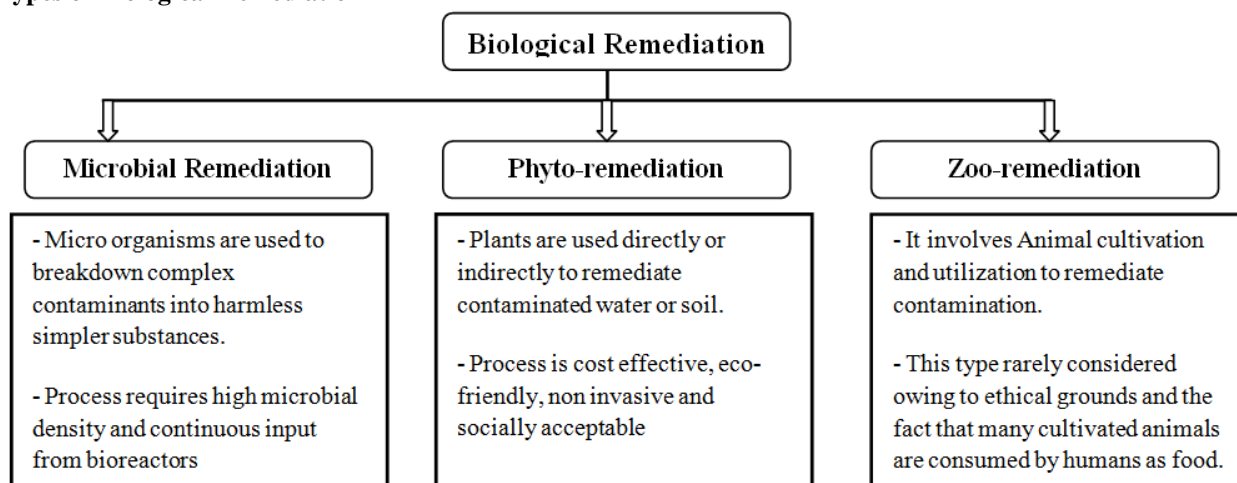 Biological Remediation
Microbial Remediation
Phyto-remediation
Zoo-remediation
- Micro organisms are used to
breakdown complex
contaminants into harmless
simpler substances.
- Process requires high microbial
density and continuous input
from bioreactors
- Plants are used directly or
indirectly to remediate
contaminated water or soil.
- Process is cost effective, eco-
friendly, non invasive and
socially acceptable
- It involves Animal cultivation
and utilization to remediate
contamination.
- This type rarely considered
owing to ethical grounds and the
fact that many cultivated animals
are consumed by humans as food.